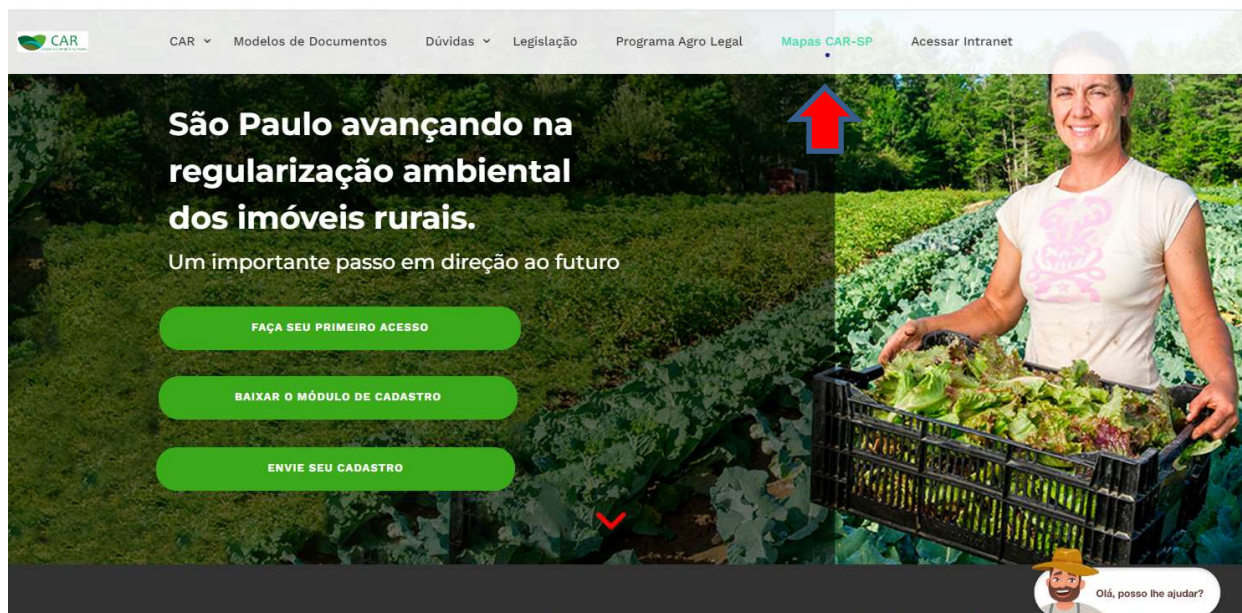 CAR
CAR
Modelos de Documentos
Dúvidas
Legislação
Programa Agro Legal
Mapas CAR-SP
Acessar Intranet
São Paulo avançando na
regularização ambiental
dos imóveis rurais.
Um importante passo em direção ao futuro
FAÇA SEU PRIMEIRO ACESSO
BAIXAR O MÓDULO DE CADASTRO
ENVIE SEU CADASTRO
Olá, posso lhe ajudar?